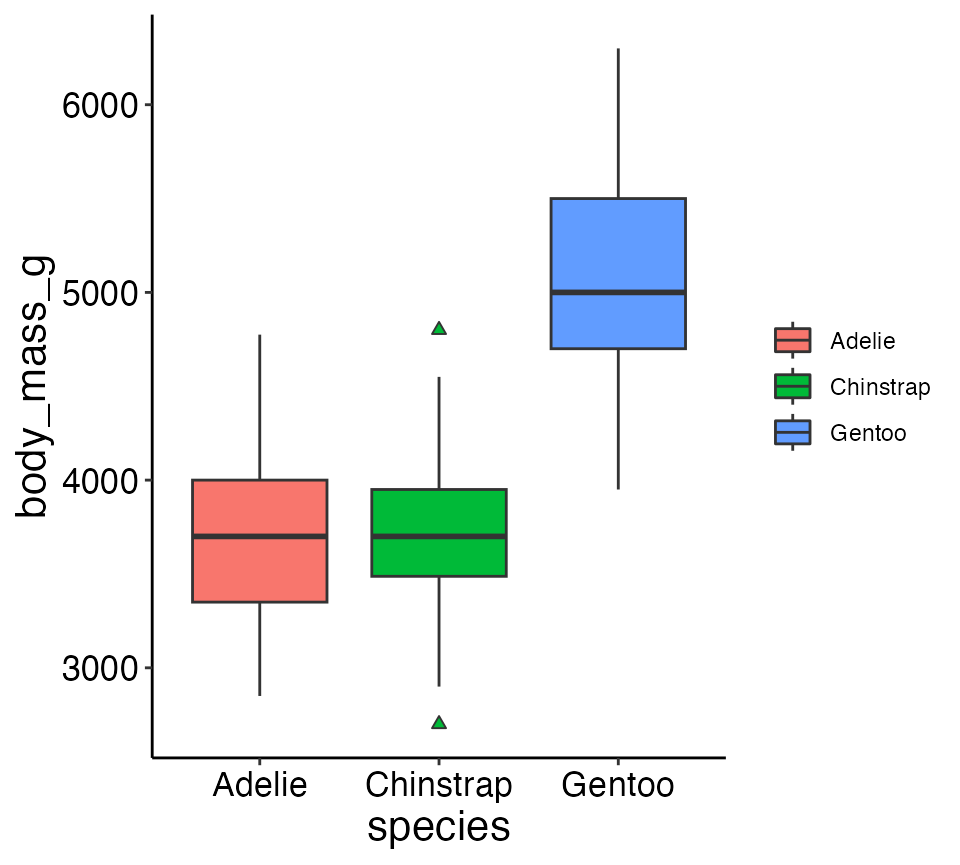 body_mass_g
6000
5000
4000
3000
Adelie Chinstrap Gentoo
species
Adelie
Chinstrap
Gentoo